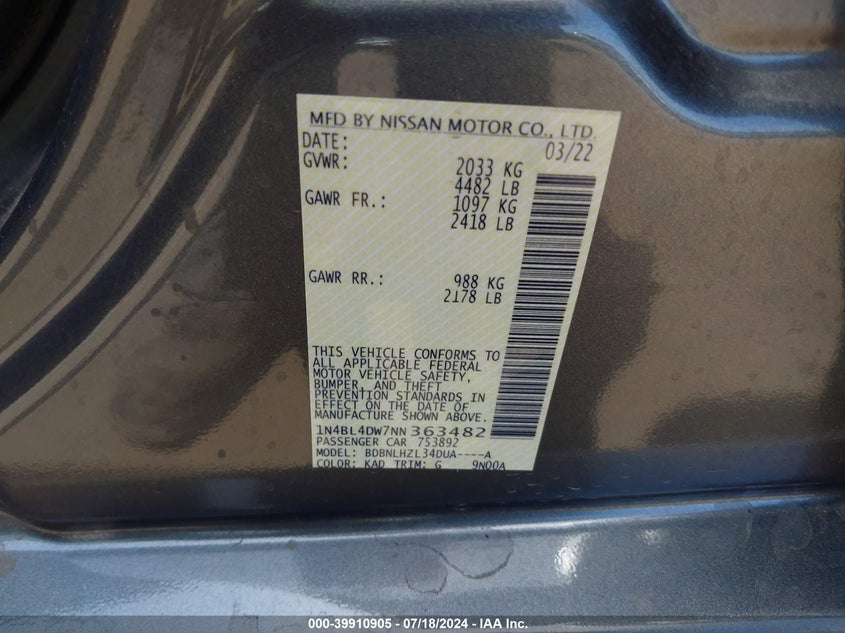 MFD BY NISSAN MOTOR CO., LTD.
DATE: 03/22
GVWR: 2033 KG
4482 LB
GAWR FR.: 1097 KG
2418 LB
GAWR RR.: 988 KG
2178 LB
THIS VEHICLE CONFORMS TO
ALL APPLICABLE FEDERAL
MOTOR VEHICLE SAFETY,
BUMPER, AND THEFT
PREVENTION STANDARDS IN
EFFECT ON THE DATE OF
MANUFACTURE SHOWN ABOVE.
1N4BL4DW7NN363482
PASSENGER CAR 753892
MODEL: BDBNLHZL34DUA----A
COLOR: KAD TRIM: G 9N00A
000-39910905 - 07/18/2024 - IAA Inc.